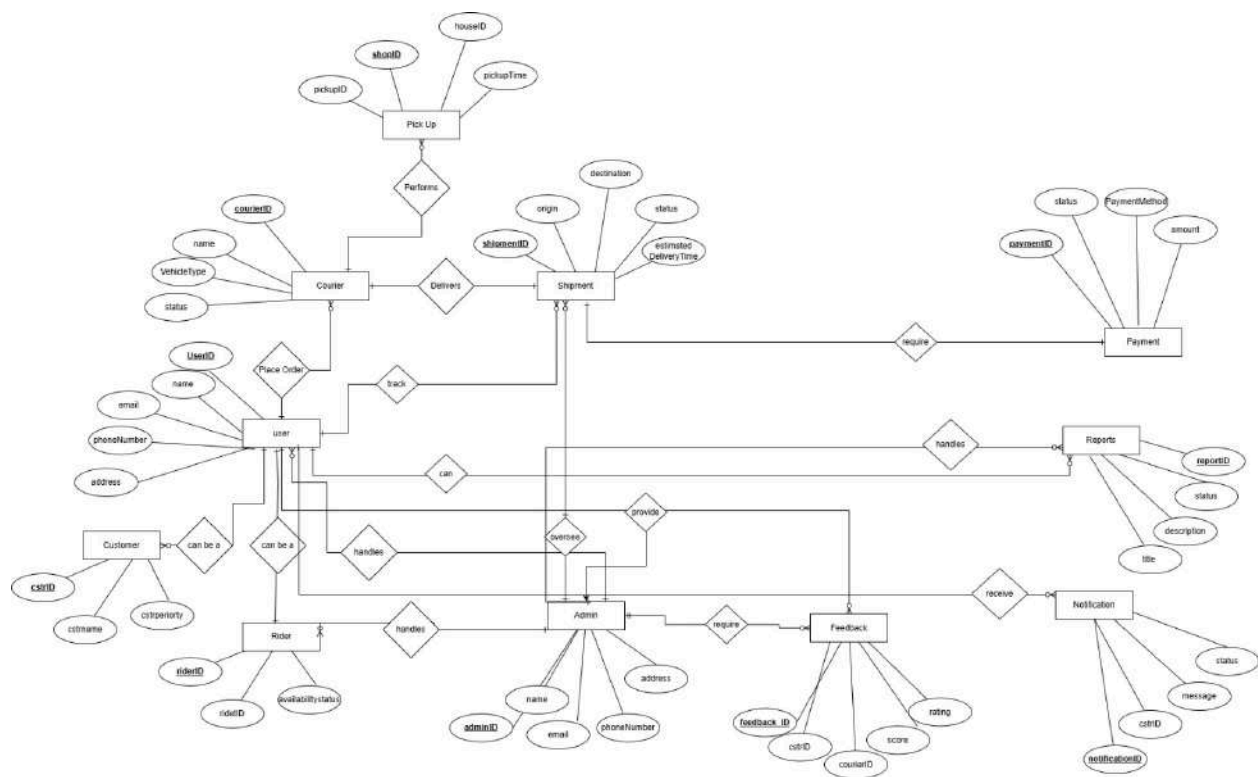 houseID
shopID
pickupTime
pickupID
Pick Up
Performs
destination
courierID
origin
status
status
PaymentMethod
name
shipmentID
estimated
DeliveryTime
paymentID
amount
VehicleType
Courier
Delivers
Shipment
status
require
Payment
UserID
Place Order
name
track
email
user
phoneNumber
handles
Reports
reportID
can
address
status
provide
description
Customer
can be a
can be a
handles
oversee
title
cstrID
receive
Notification
cstrname
cstrperiorty
Admin
Rider
handles
require
Feedback
status
riderID
availabilitystatus
name
address
message
ridetID
rating
adminID
phoneNumber
feedback_ID
cstrID
email
score
cstrID
courierID
notificationID